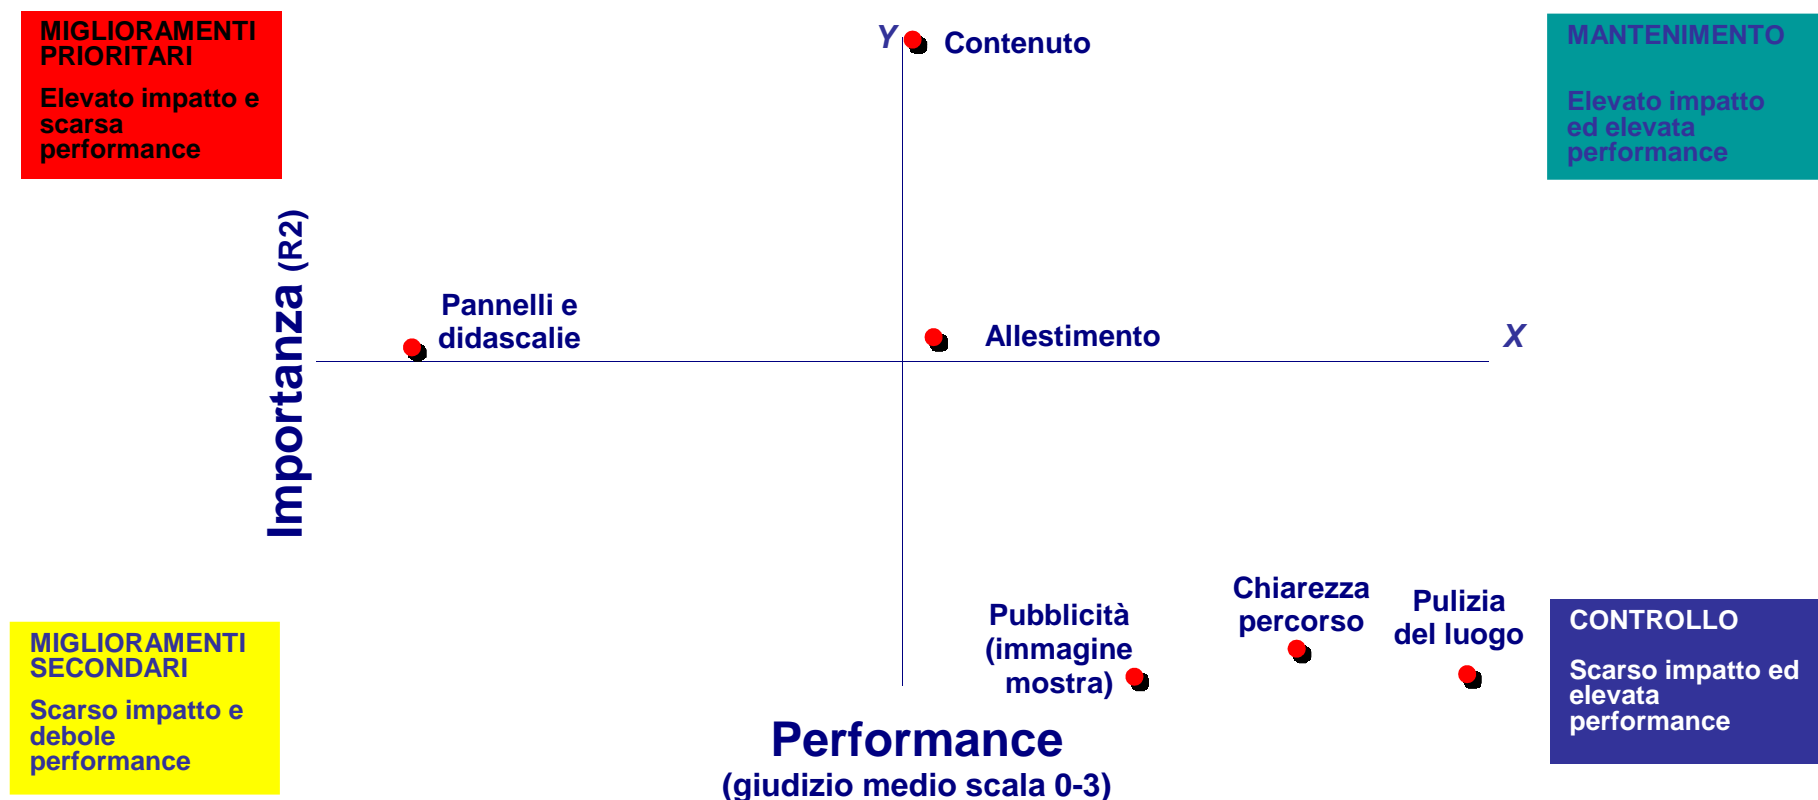 MIGLIORAMENTI
PRIORITARI
Elevato impatto e
scarsa
performance
Y
Contenuto
MANTENIMENTO
Elevato impatto
ed elevata
performance
Importanza (R2)
Pannelli e
didascalie
Allestimento
X
MIGLIORAMENTI
SECONDARI
Scarso impatto e
debole
performance
Pubblicità
(immagine
mostra)
Chiarezza
percorso
Pulizia
del luogo
CONTROLLO
Scarso impatto ed
elevata
performance
Performance
(giudizio medio scala 0-3)